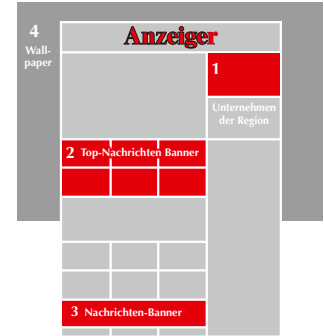 4
Wall-
paper
Anzeiger
1
Unternehmen
der Region
2 Top-Nachrichten Banner
3 Nachrichten-Banner